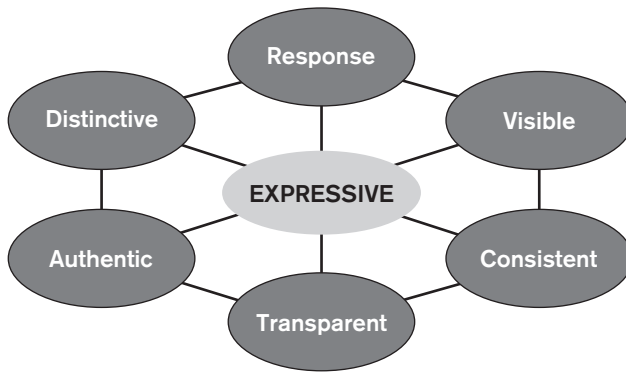 Response
Distinctive
Visible
EXPRESSIVE
Authentic
Consistent
Transparent